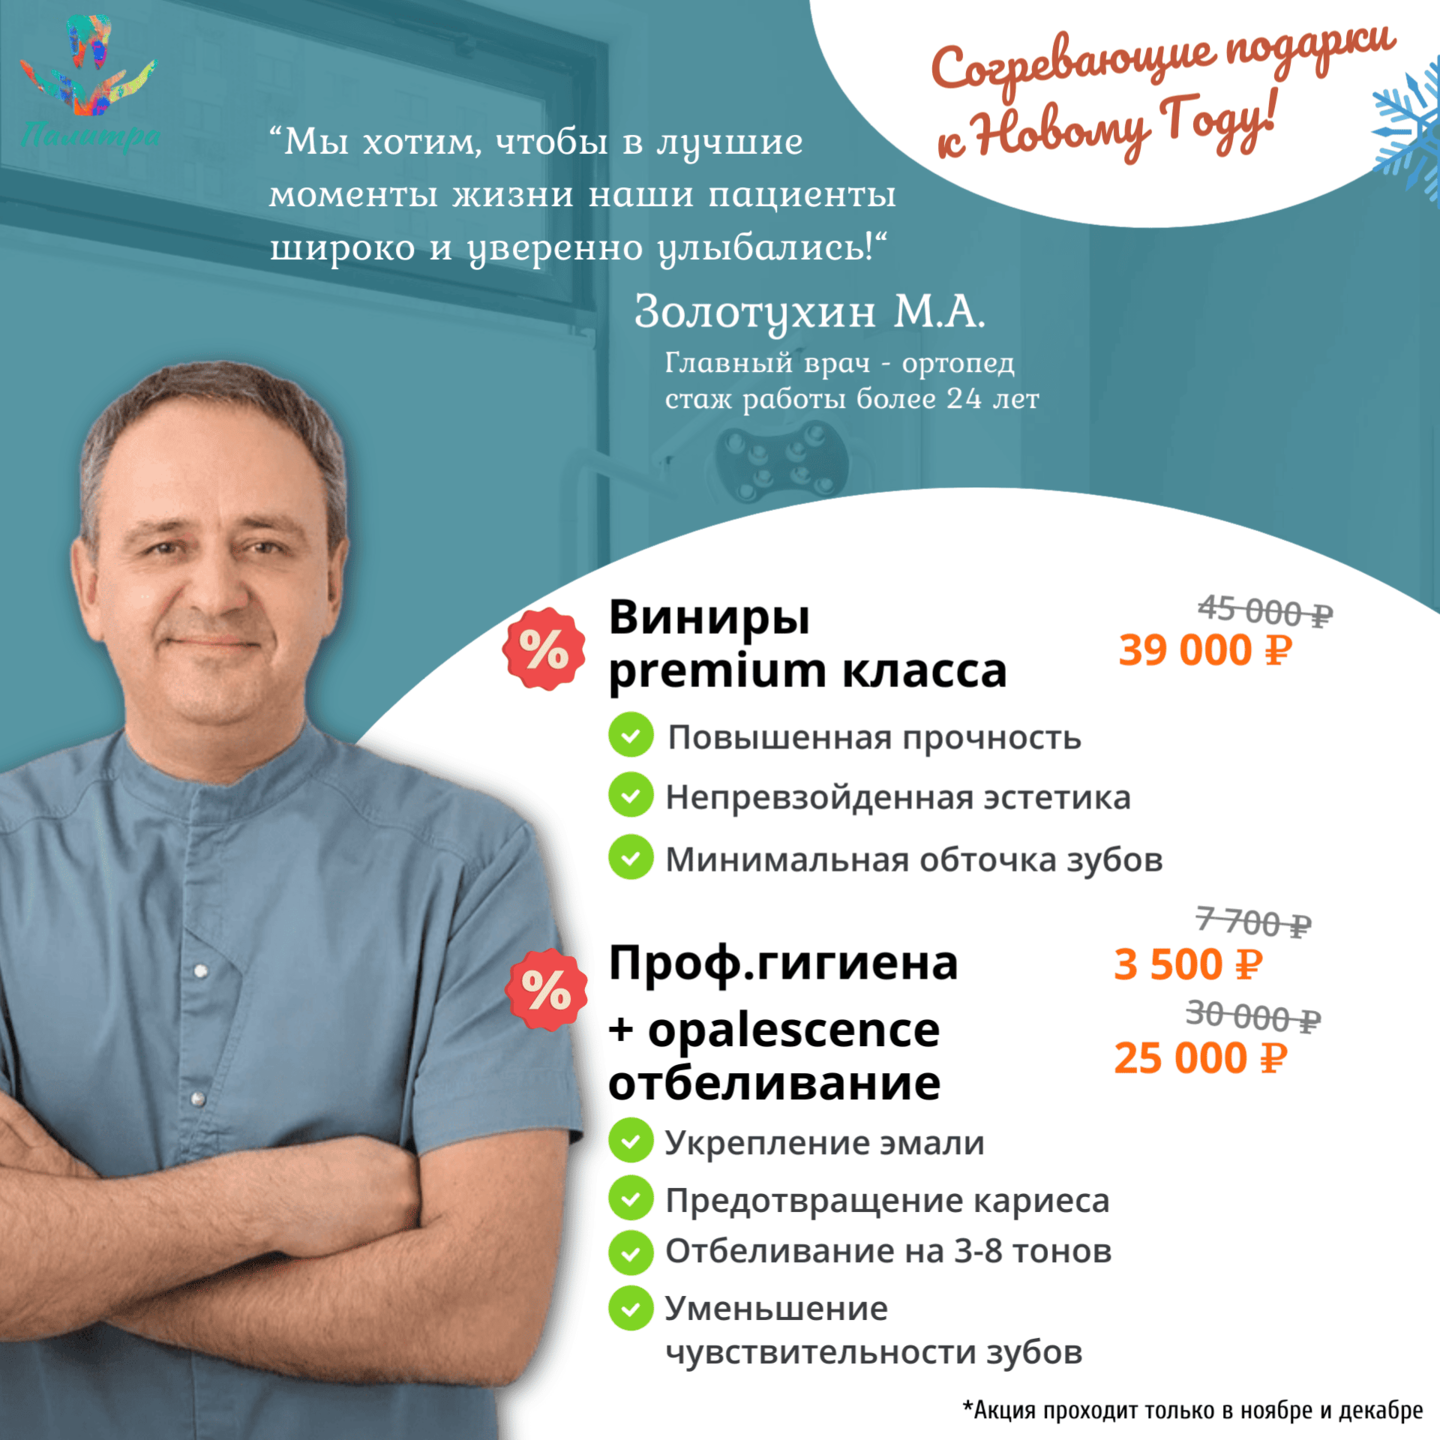 Палитра
Согревающие подарки
к Новому Году!
“Мы хотим, чтобы в лучшие
моменты жизни наши пациенты
широко и уверенно улыбались!“
Золотухин М.А.
Главный врач - ортопед
стаж работы более 24 лет
%
Виниры
premium класса
45 000 ₽
39 000 ₽
Повышенная прочность
Непревзойденная эстетика
Минимальная обточка зубов
%
Проф.гигиена
7 700 ₽
3 500 ₽
+ opalescence
отбеливание
30 000 ₽
25 000 ₽
Укрепление эмали
Предотвращение кариеса
Отбеливание на 3-8 тонов
Уменьшение
чувствительности зубов
*Акция проходит только в ноябре и декабре